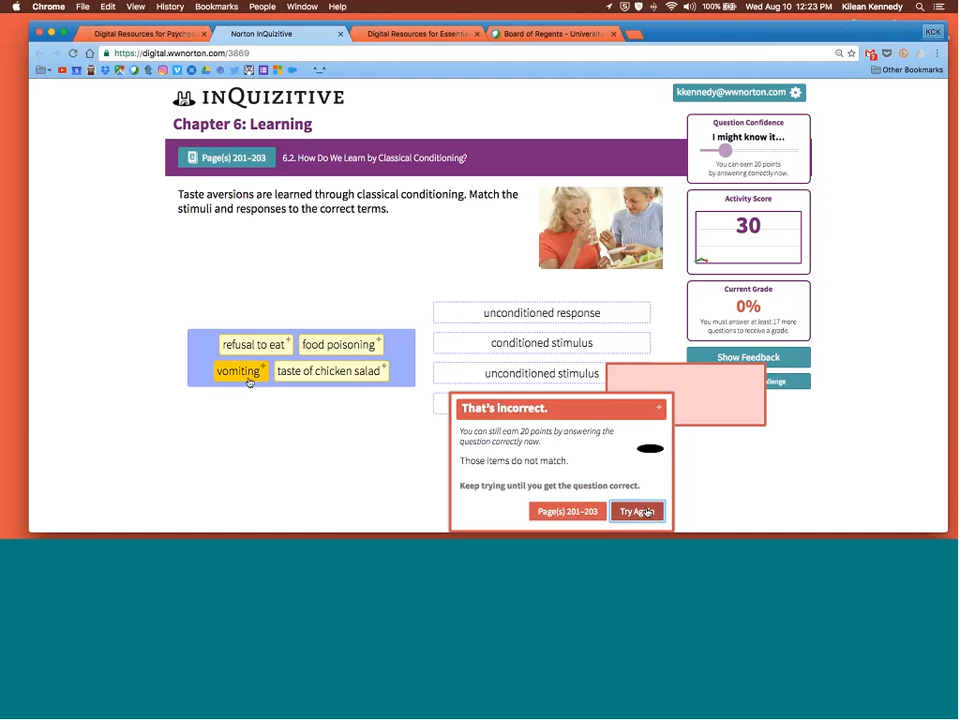 Chrome File Edit View History Bookmarks People Window Help 100% Wed Aug 10 12:23 PM Kilean Kennedy
Digital Resources for Psycho Norton InQuizitive Digital Resources for Essentia Board of Regents - University KCK
https://digital.wwnorton.com/3869
Other Bookmarks
INQUIZITIVE
kkennedy@wwnorton.com
Chapter 6: Learning
Page(s) 201–203 6.2. How Do We Learn by Classical Conditioning?
Taste aversions are learned through classical conditioning. Match the
stimuli and responses to the correct terms.
Question Confidence
I might know it...
You can earn 20 points
by answering correctly now.
Activity Score
30
Current Grade
0%
You must answer at least 17 more
questions to receive a grade.
Show Feedback
allenge
refusal to eat food poisoning
vomiting taste of chicken salad
unconditioned response
conditioned stimulus
unconditioned stimulus
That's incorrect.
You can still earn 20 points by answering the
question correctly now.
Those items do not match.
Keep trying until you get the question correct.
Page(s) 201–203 Try Again